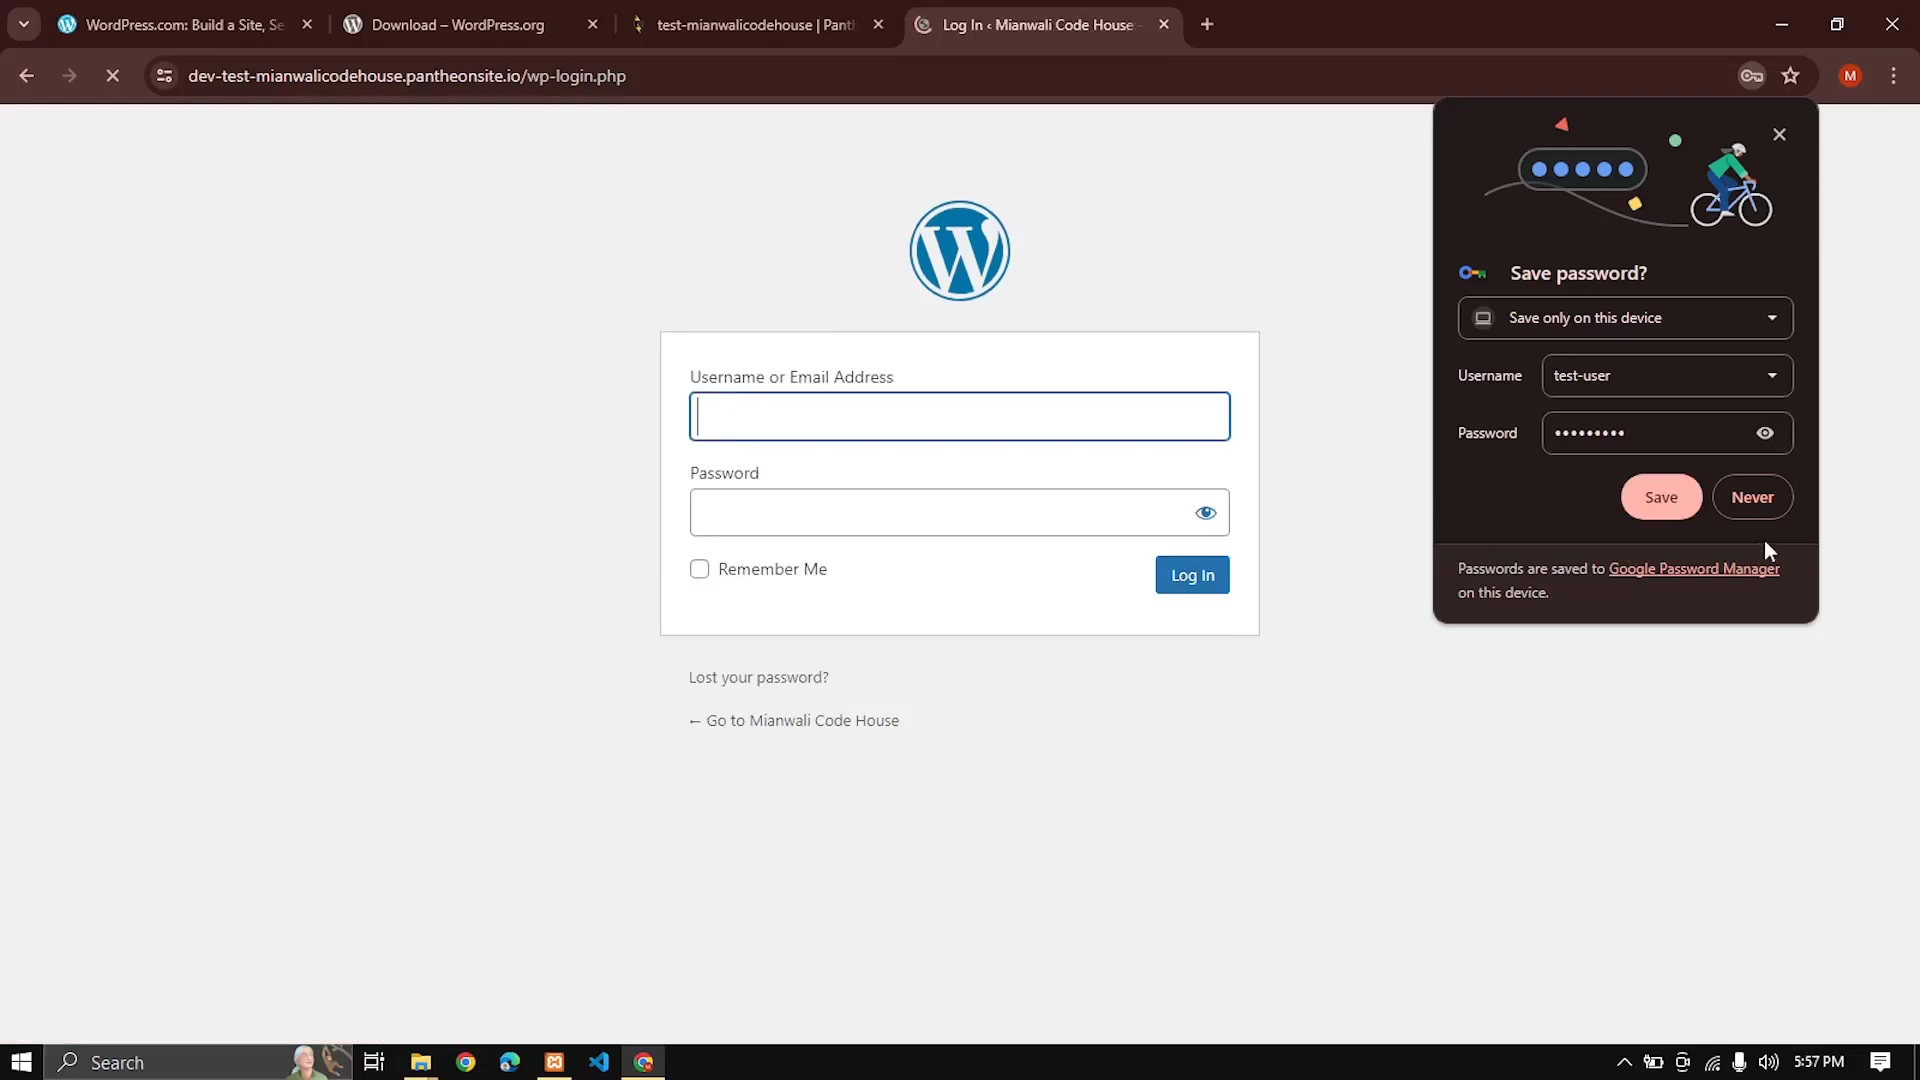 WordPress.com: Build a Site, Se
Download – WordPress.org
test-mianwalicodehouse | Panth
Log In ‹ Mianwali Code House
dev-test-mianwalicodehouse.pantheonsite.io/wp-login.php
M
Save password?
Save only on this device
Username
test-user
Password
•••••••••
Save
Never
Passwords are saved to Google Password Manager
on this device.
W
Username or Email Address
Password
Remember Me
Log In
Lost your password?
← Go to Mianwali Code House
Search
5:57 PM